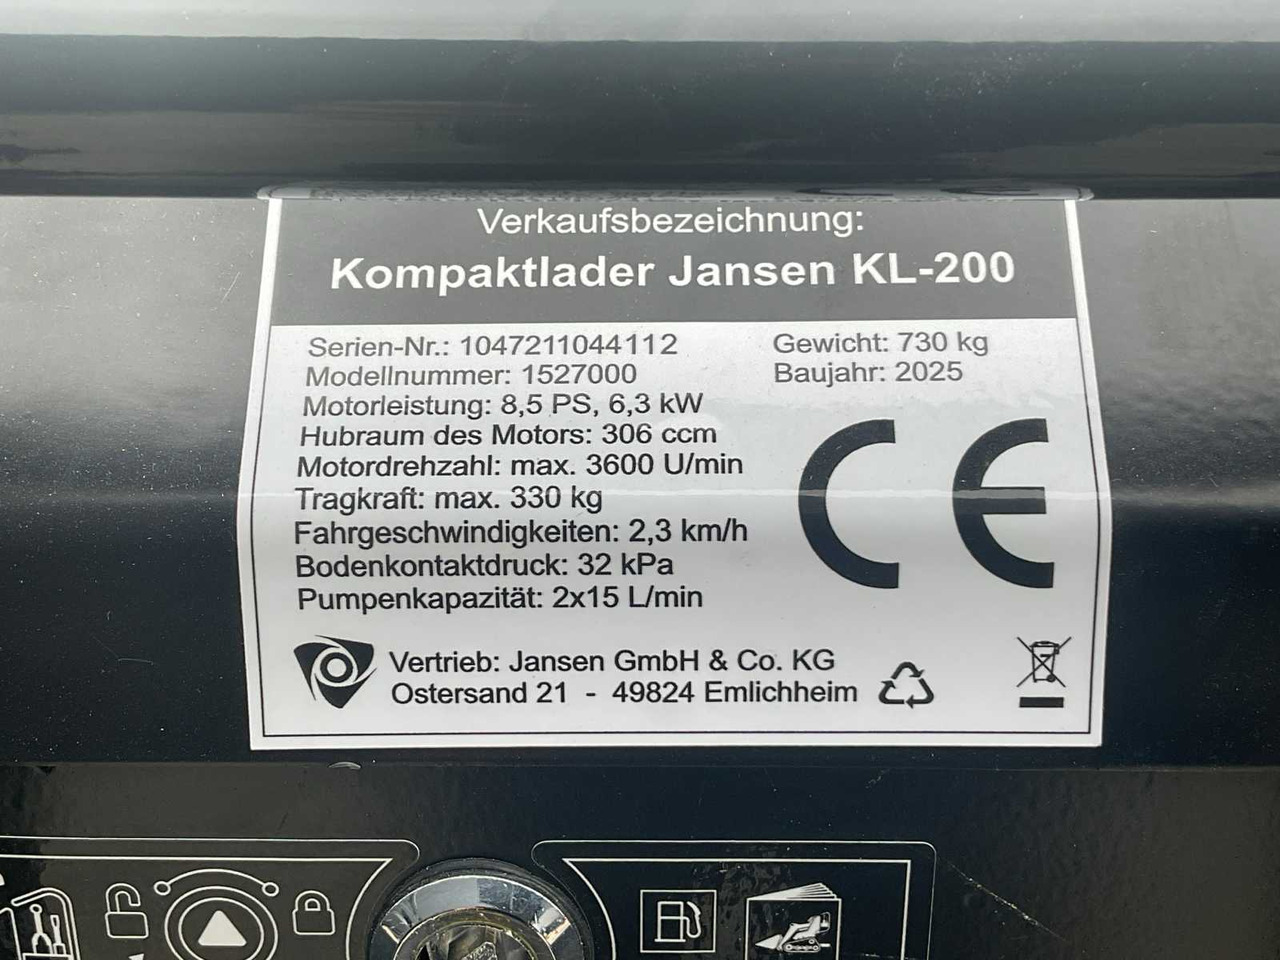 Verkaufsbezeichnung:
Kompaktlader Jansen KL-200
Serien-Nr.: 1047211044112
Modellnummer: 1527000
Motorleistung: 8,5 PS, 6,3 kW
Hubraum des Motors: 306 ccm
Motordrehzahl: max. 3600 U/min
Tragkraft: max. 330 kg
Fahrgeschwindigkeiten: 2,3 km/h
Bodenkontaktdruck: 32 kPa
Pumpenkapazität: 2x15 L/min
Gewicht: 730 kg
Baujahr: 2025
CE
Vertrieb: Jansen GmbH & Co. KG
Ostersand 21 - 49824 Emlichheim